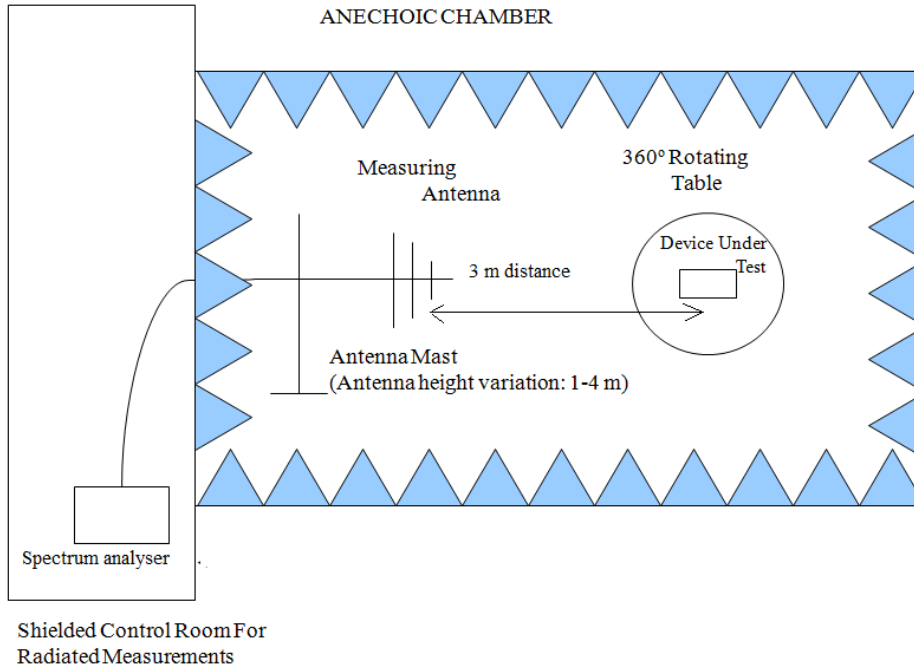 ANECHOIC CHAMBER
Measuring
Antenna
360º Rotating
Table
Device Under
Test
3 m distance
Antenna Mast
(Antenna height variation: 1-4 m)
Spectrum analyser
Shielded Control Room For
Radiated Measurements